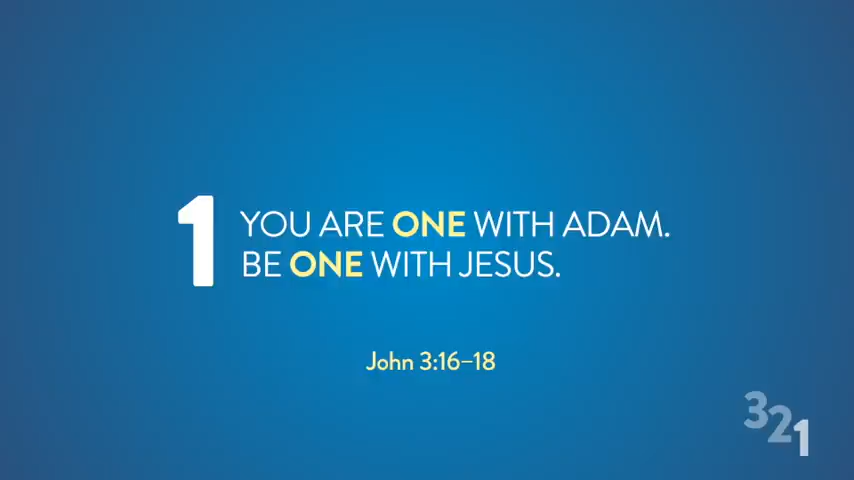 1
YOU ARE ONE WITH ADAM.
BE ONE WITH JESUS.
John 3:16–18
321